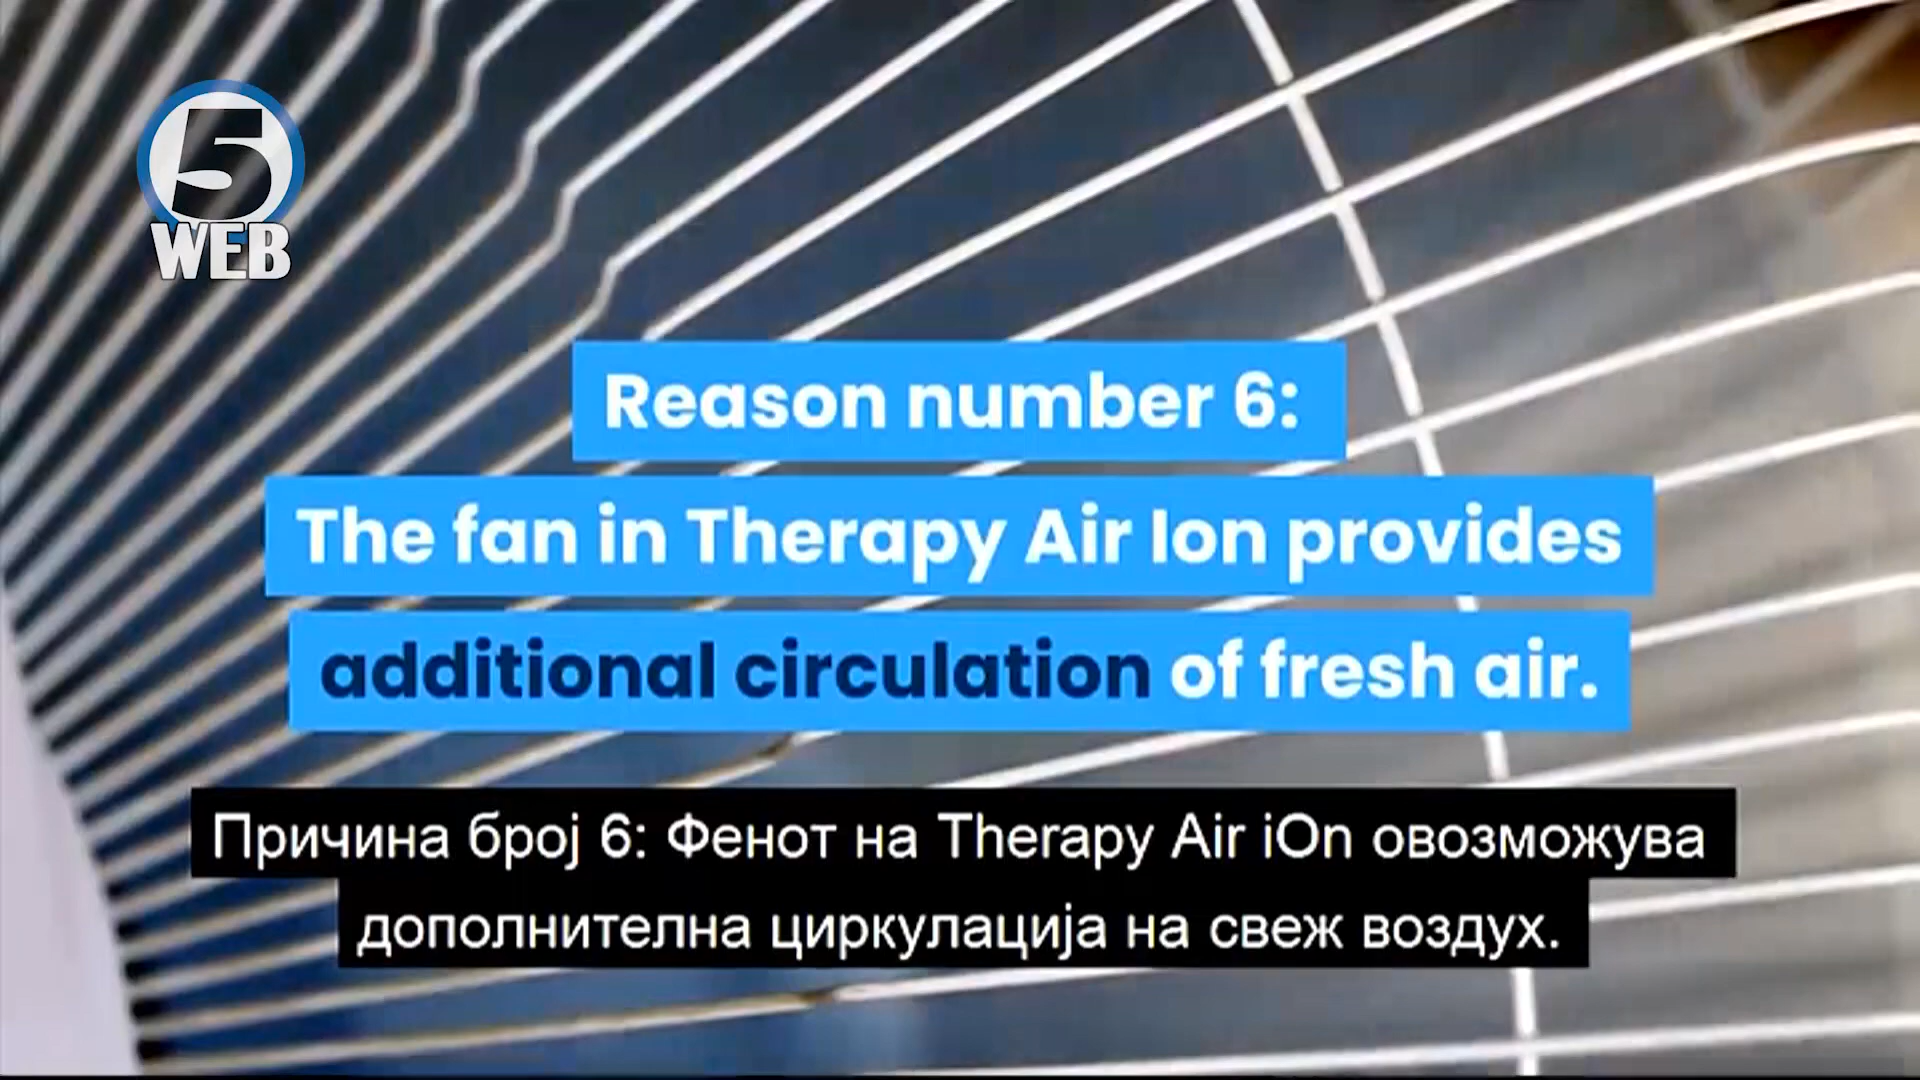 5
WEB
Reason number 6:
The fan in Therapy Air Ion provides
additional circulation of fresh air.
Причина број 6: Фенот на Therapy Air iOn овозможува
дополнителна циркулација на свеж воздух.